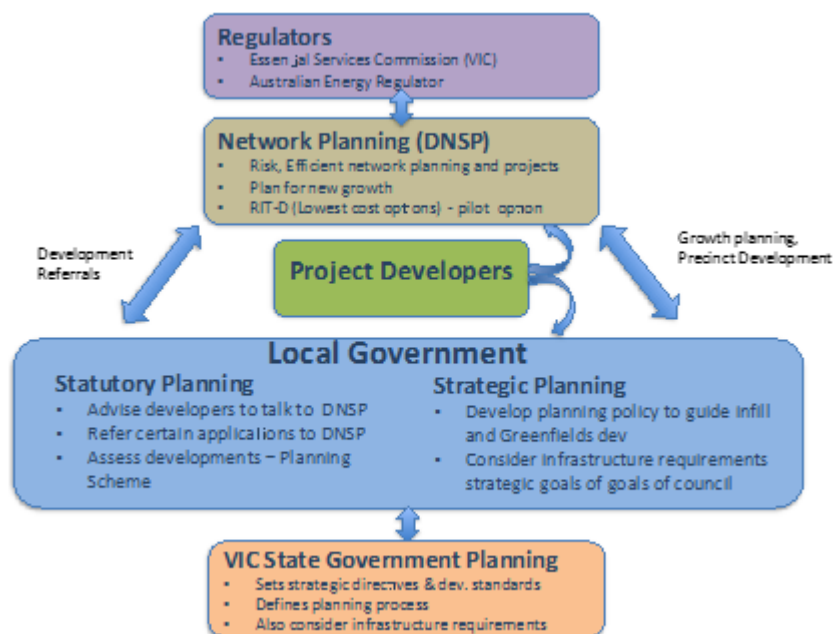 Regulators
• Essen,ial Services Commission (VIC)
• Australian Energy Regulator
Network Planning (DNSP)
• Risk, Efficient network planning and projects
• Plan for new growth
• RIT-D (Lowest cost options) - pilot option
Development
Referrals
Growth planning,
Precinct Development
Project Developers
Local Government
Statutory Planning
• Advise developers to talk to DNSP
• Refer certain applications to DNSP
• Assess developments – Planning
Scheme
Strategic Planning
• Develop planning policy to guide infill
and Greenfields dev
• Consider infrastructure requirements
strategic goals of goals of council
VIC State Government Planning
• Sets strategic directives & dev. standards
• Defines planning process
• Also consider infrastructure requirements